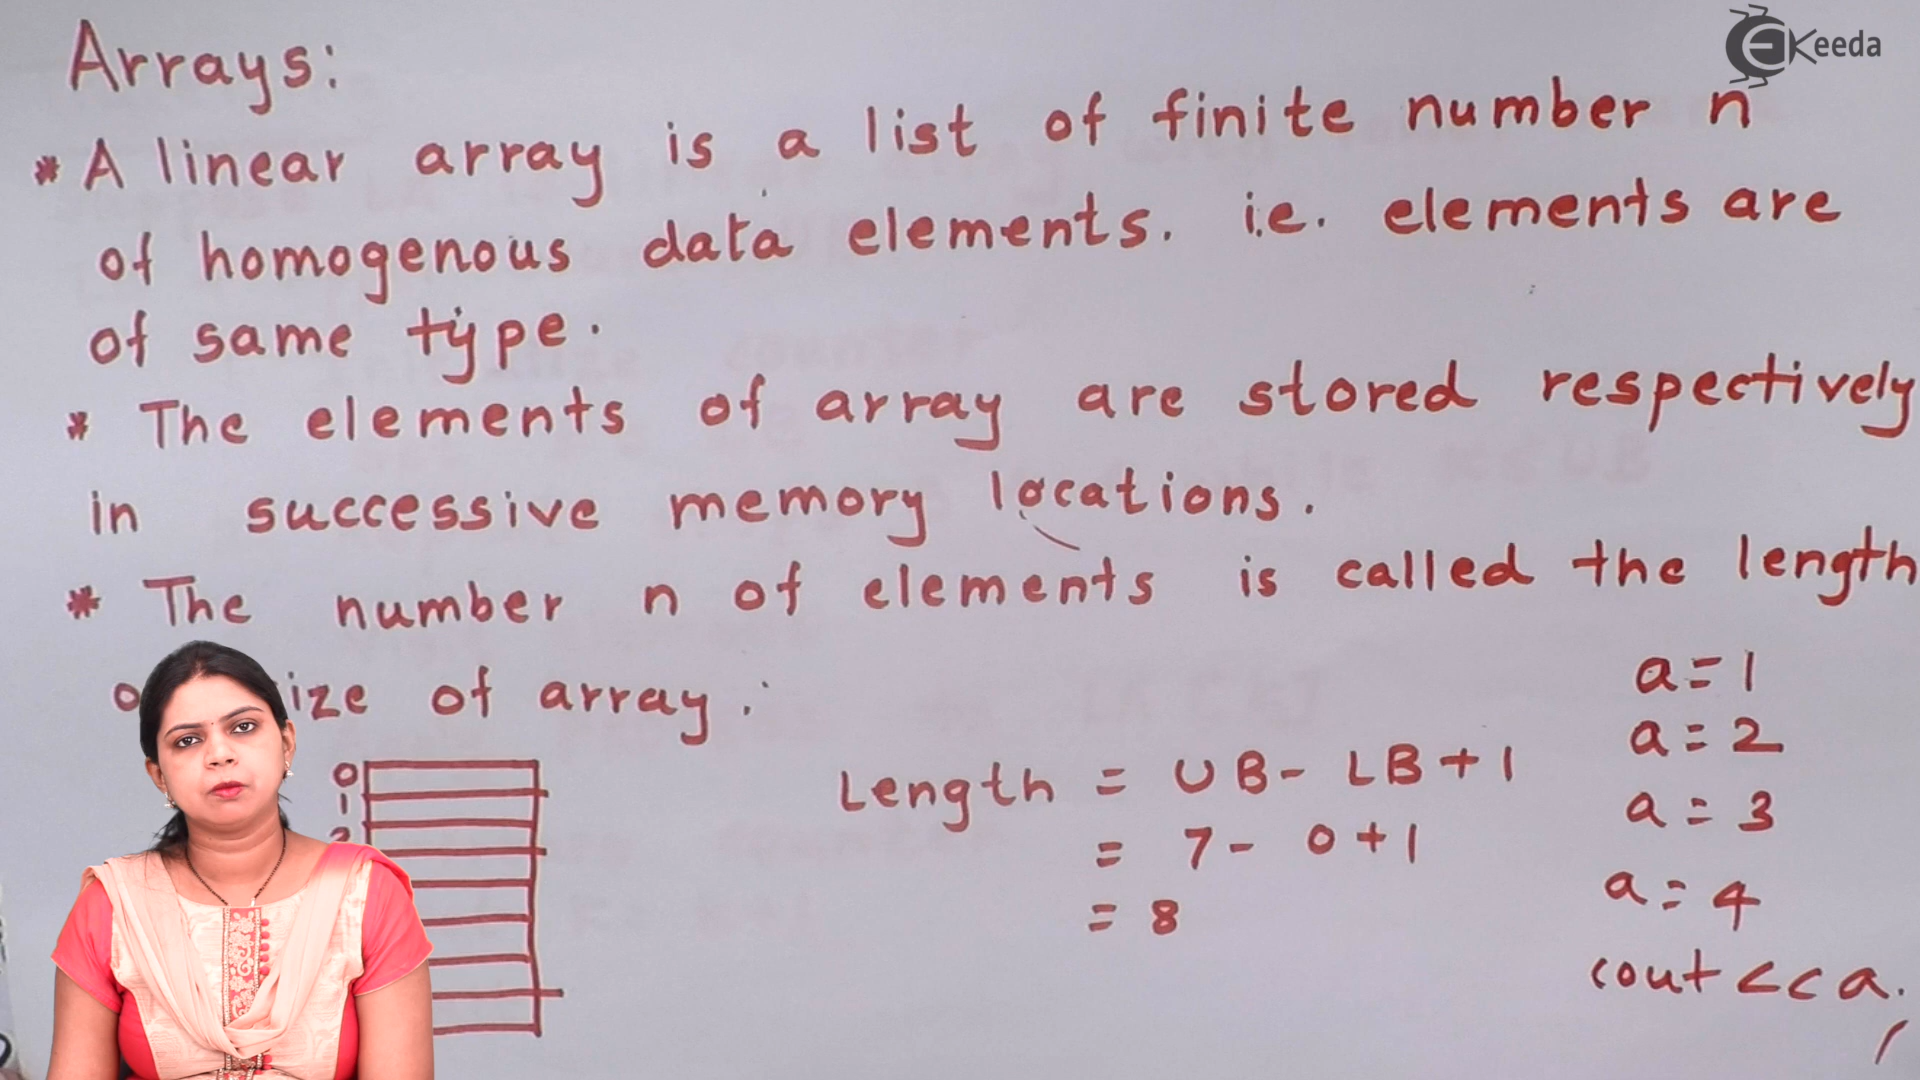 Arrays:
Keeda
* A linear array is a list of finite number n
of homogenous data elements. i.e. elements are
of same type.
* The elements of array are stored respectively
in successive memory locations.
* The number n of elements is called the length
of array.
0
1
Length = UB - LB + 1
= 7 - 0 + 1
= 8
a = 1
a = 2
a = 3
a = 4
cout << a.